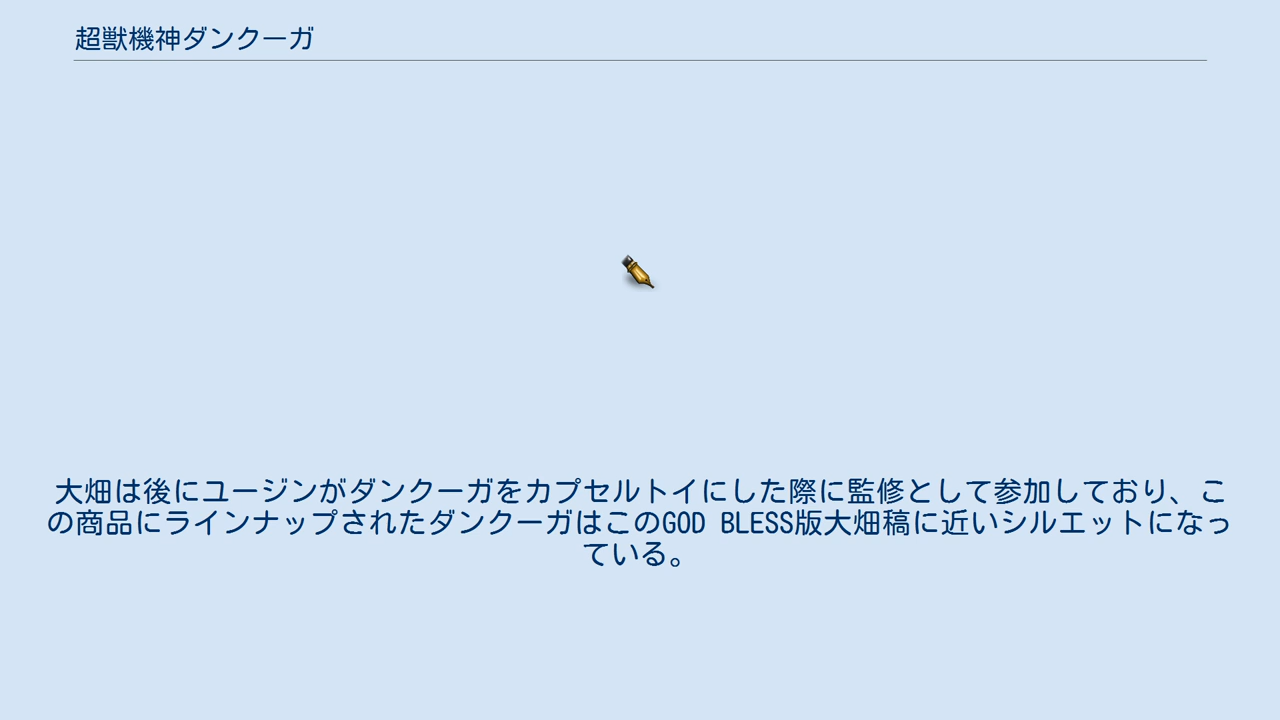 超獣機神ダンクーガ
大畑は後にユージンがダンクーガをカプセルトイにした際に監修として参加しており、こ
の商品にラインナップされたダンクーガはこのGOD BLESS版大畑稿に近いシルエットになっ
ている。